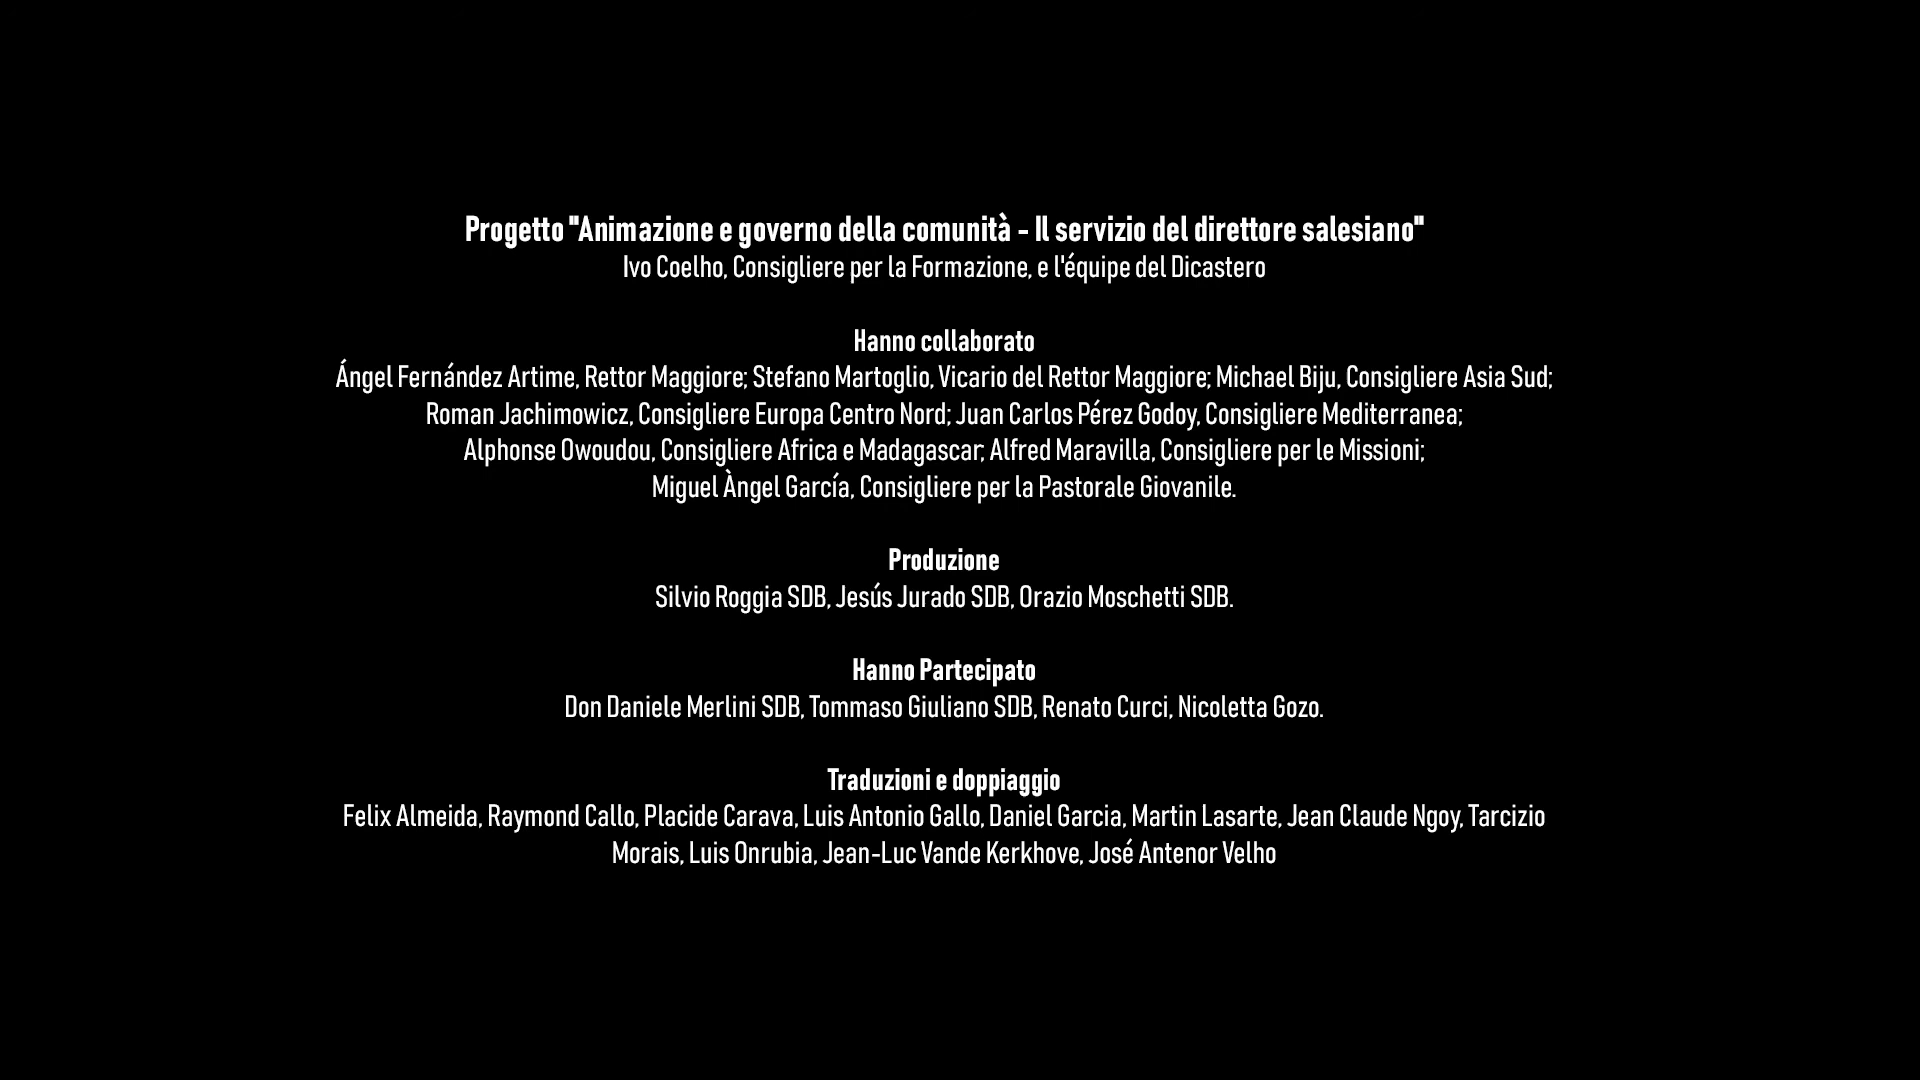 Progetto "Animazione e governo della comunità - Il servizio del direttore salesiano"
Ivo Coelho, Consigliere per la Formazione, e l'équipe del Dicastero
Hanno collaborato
Ángel Fernández Artime, Rettor Maggiore; Stefano Martoglio, Vicario del Rettor Maggiore; Michael Biju, Consigliere Asia Sud;
Roman Jachimowicz, Consigliere Europa Centro Nord; Juan Carlos Pérez Godoy, Consigliere Mediterranea;
Alphonse Owoudou, Consigliere Africa e Madagascar; Alfred Maravilla, Consigliere per le Missioni;
Miguel Àngel García, Consigliere per la Pastorale Giovanile.
Produzione
Silvio Roggia SDB, Jesús Jurado SDB, Orazio Moschetti SDB.
Hanno Partecipato
Don Daniele Merlini SDB, Tommaso Giuliano SDB, Renato Curci, Nicoletta Gozo.
Traduzioni e doppiaggio
Felix Almeida, Raymond Callo, Placide Carava, Luis Antonio Gallo, Daniel Garcia, Martin Lasarte, Jean Claude Ngoy, Tarcizio
Morais, Luis Onrubia, Jean-Luc Vande Kerkhove, José Antenor Velho